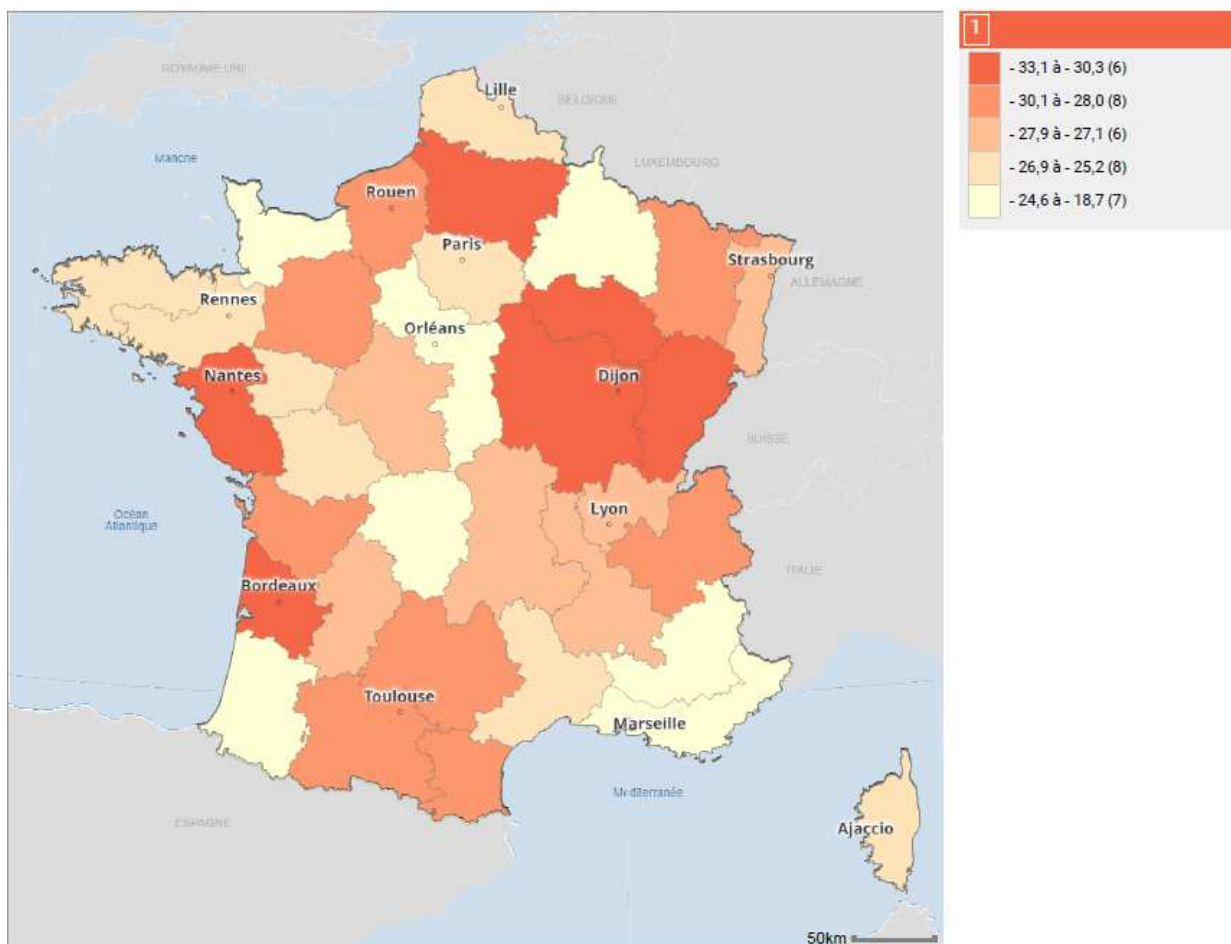 1
- 33,1 à - 30,3 (6)
- 30,1 à - 28,0 (8)
- 27,9 à - 27,1 (6)
- 26,9 à - 25,2 (8)
- 24,6 à - 18,7 (7)
ROYAUME UNI
Lille
BELGIQUE
Manche
LUXEMBOURG
Rouen
Paris
Strasbourg
ALLEMAGNE
Rennes
Orléans
Nantes
Dijon
SUISSE
Océan
Atlantique
Lyon
ITALIE
Bordeaux
Toulouse
Marseille
Méditerranée
ESPAGNE
Ajaccio
50km